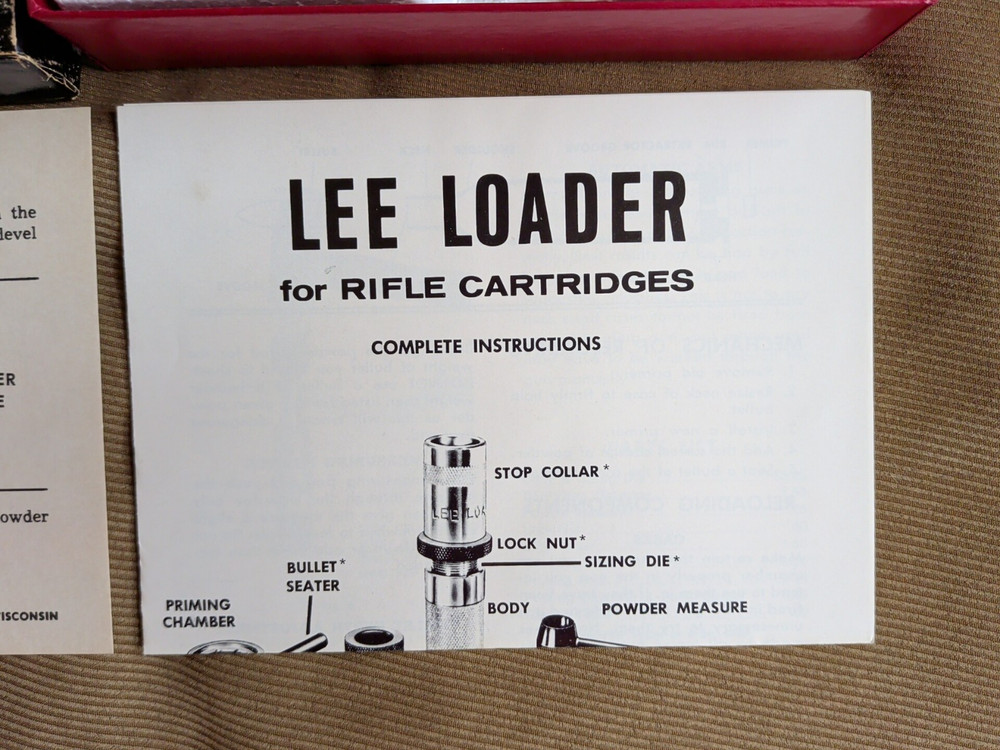 the
level
ER
E
owder
ISCONSIN
LEE LOADER
for RIFLE CARTRIDGES
COMPLETE INSTRUCTIONS
STOP COLLAR*
LEE LOA
LOCK NUT*
SIZING DIE*
BULLET*
SEATER
BODY
POWDER MEASURE
PRIMING
CHAMBER